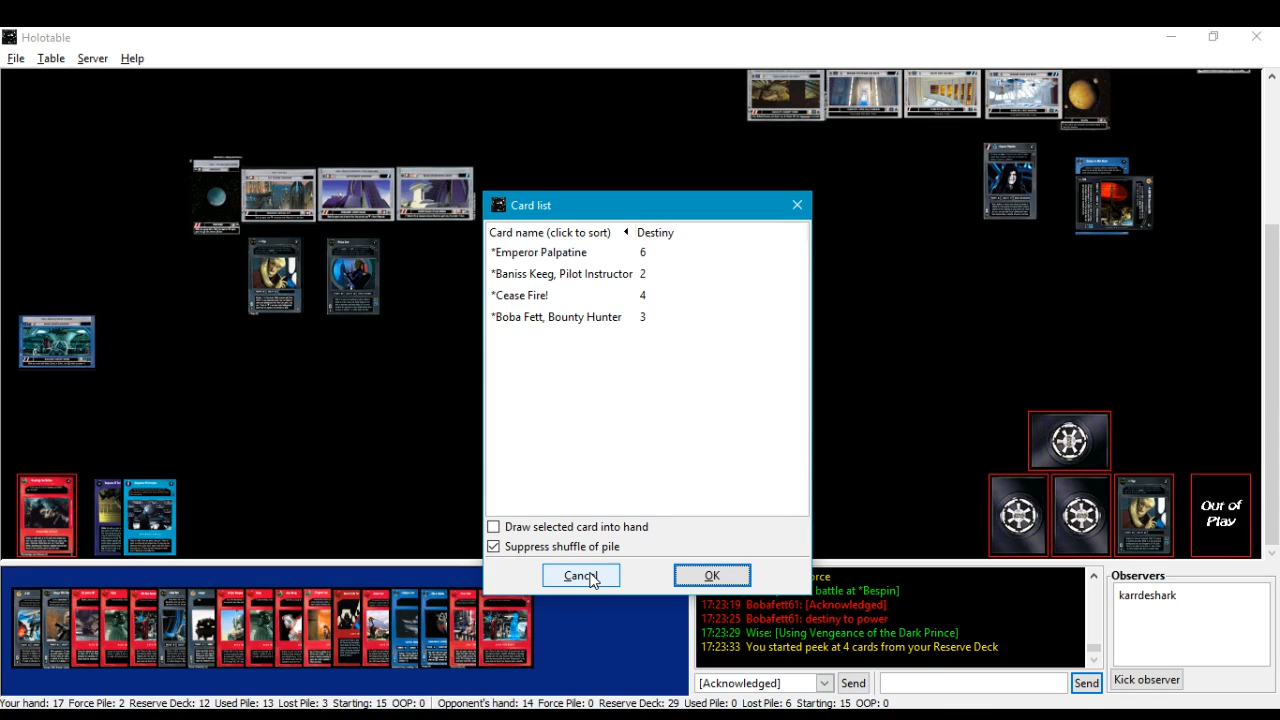 Holotable
File Table Server Help
Card list
Card name (click to sort) Destiny
*Emperor Palpatine 6
*Baniss Keeg, Pilot Instructor 2
*Cease Fire! 4
*Boba Fett, Bounty Hunter 3
Draw selected card into hand
Suppress shuffle of pile
Cancel OK
Out of
Play
battle at *Bespin]
17:23:19 Bobafett61: [Acknowledged]
17:23:25 Bobafett61: destiny to power
17:23:29 Wise: [Using Vengeance of the Dark Prince]
17:23:33 You started peek at 4 cards from your Reserve Deck
[Acknowledged] Send Send
Observers
karrdeshark
Kick observer
Your hand: 17 Force Pile: 2 Reserve Deck: 12 Used Pile: 13 Lost Pile: 3 Starting: 15 OOP: 0 Opponent's hand: 14 Force Pile: 0 Reserve Deck: 29 Used Pile: 0 Lost Pile: 6 Starting: 15 OOP: 0